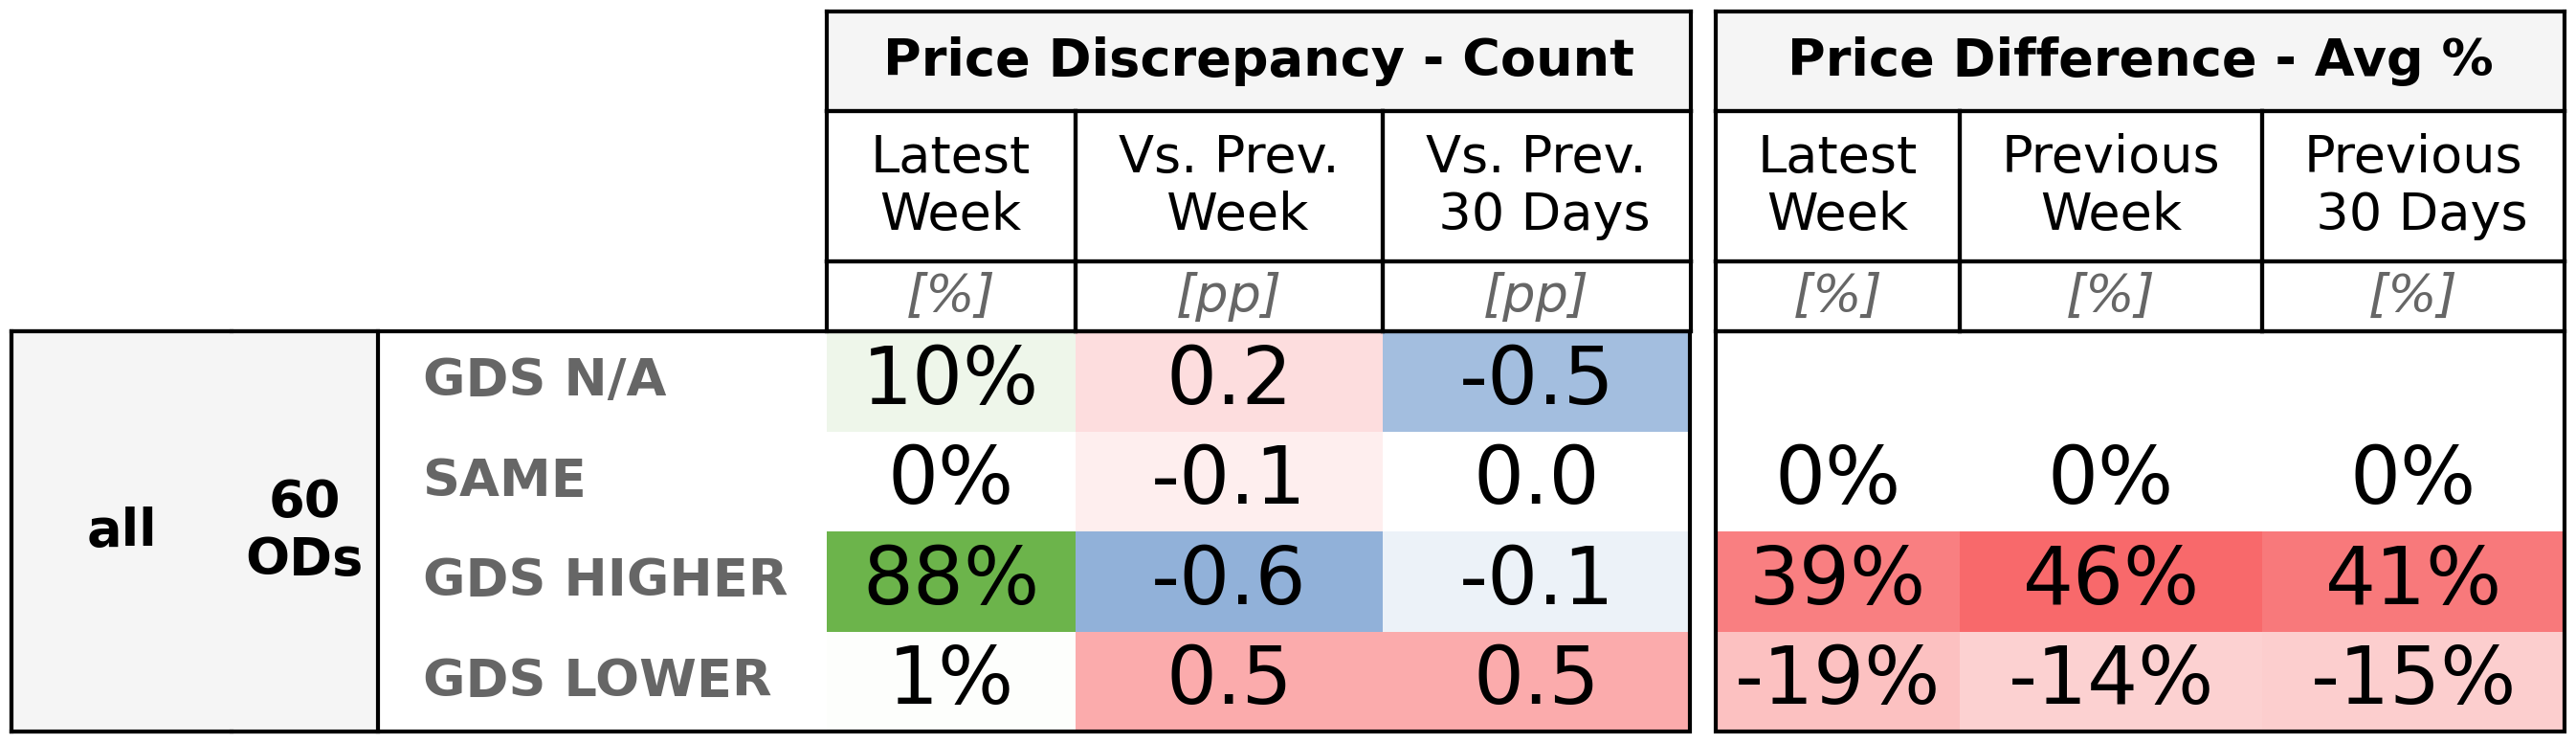 Price Discrepancy - Count Price Difference - Avg %
Latest Week Vs. Prev. Week Vs. Prev. 30 Days Latest Week Previous Week Previous 30 Days
[%] [pp] [pp] [%] [%] [%]
all 60 ODs
GDS N/A 10% 0.2 -0.5
SAME 0% -0.1 0.0 0% 0% 0%
GDS HIGHER 88% -0.6 -0.1 39% 46% 41%
GDS LOWER 1% 0.5 0.5 -19% -14% -15%